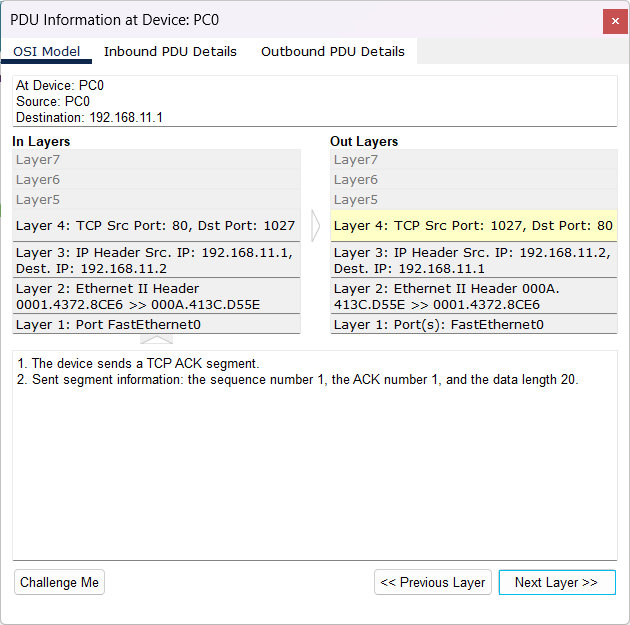 PDU Information at Device: PC0
×
OSI Model Inbound PDU Details Outbound PDU Details
At Device: PC0
Source: PC0
Destination: 192.168.11.1
In Layers
Layer7
Layer6
Layer5
Layer 4: TCP Src Port: 80, Dst Port: 1027
Layer 3: IP Header Src. IP: 192.168.11.1,
Dest. IP: 192.168.11.2
Layer 2: Ethernet II Header
0001.4372.8CE6 >> 000A.413C.D55E
Layer 1: Port FastEthernet0
Out Layers
Layer7
Layer6
Layer5
Layer 4: TCP Src Port: 1027, Dst Port: 80
Layer 3: IP Header Src. IP: 192.168.11.2,
Dest. IP: 192.168.11.1
Layer 2: Ethernet II Header 000A.
413C.D55E >> 0001.4372.8CE6
Layer 1: Port(s): FastEthernet0
1. The device sends a TCP ACK segment.
2. Sent segment information: the sequence number 1, the ACK number 1, and the data length 20.
Challenge Me
<< Previous Layer
Next Layer >>